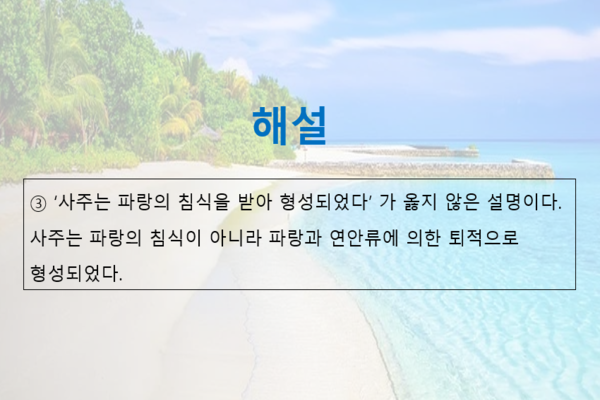 해설
③ '사주는 파랑의 침식을 받아 형성되었다' 가 옳지 않은 설명이다.
사주는 파랑의 침식이 아니라 파랑과 연안류에 의한 퇴적으로
형성되었다.